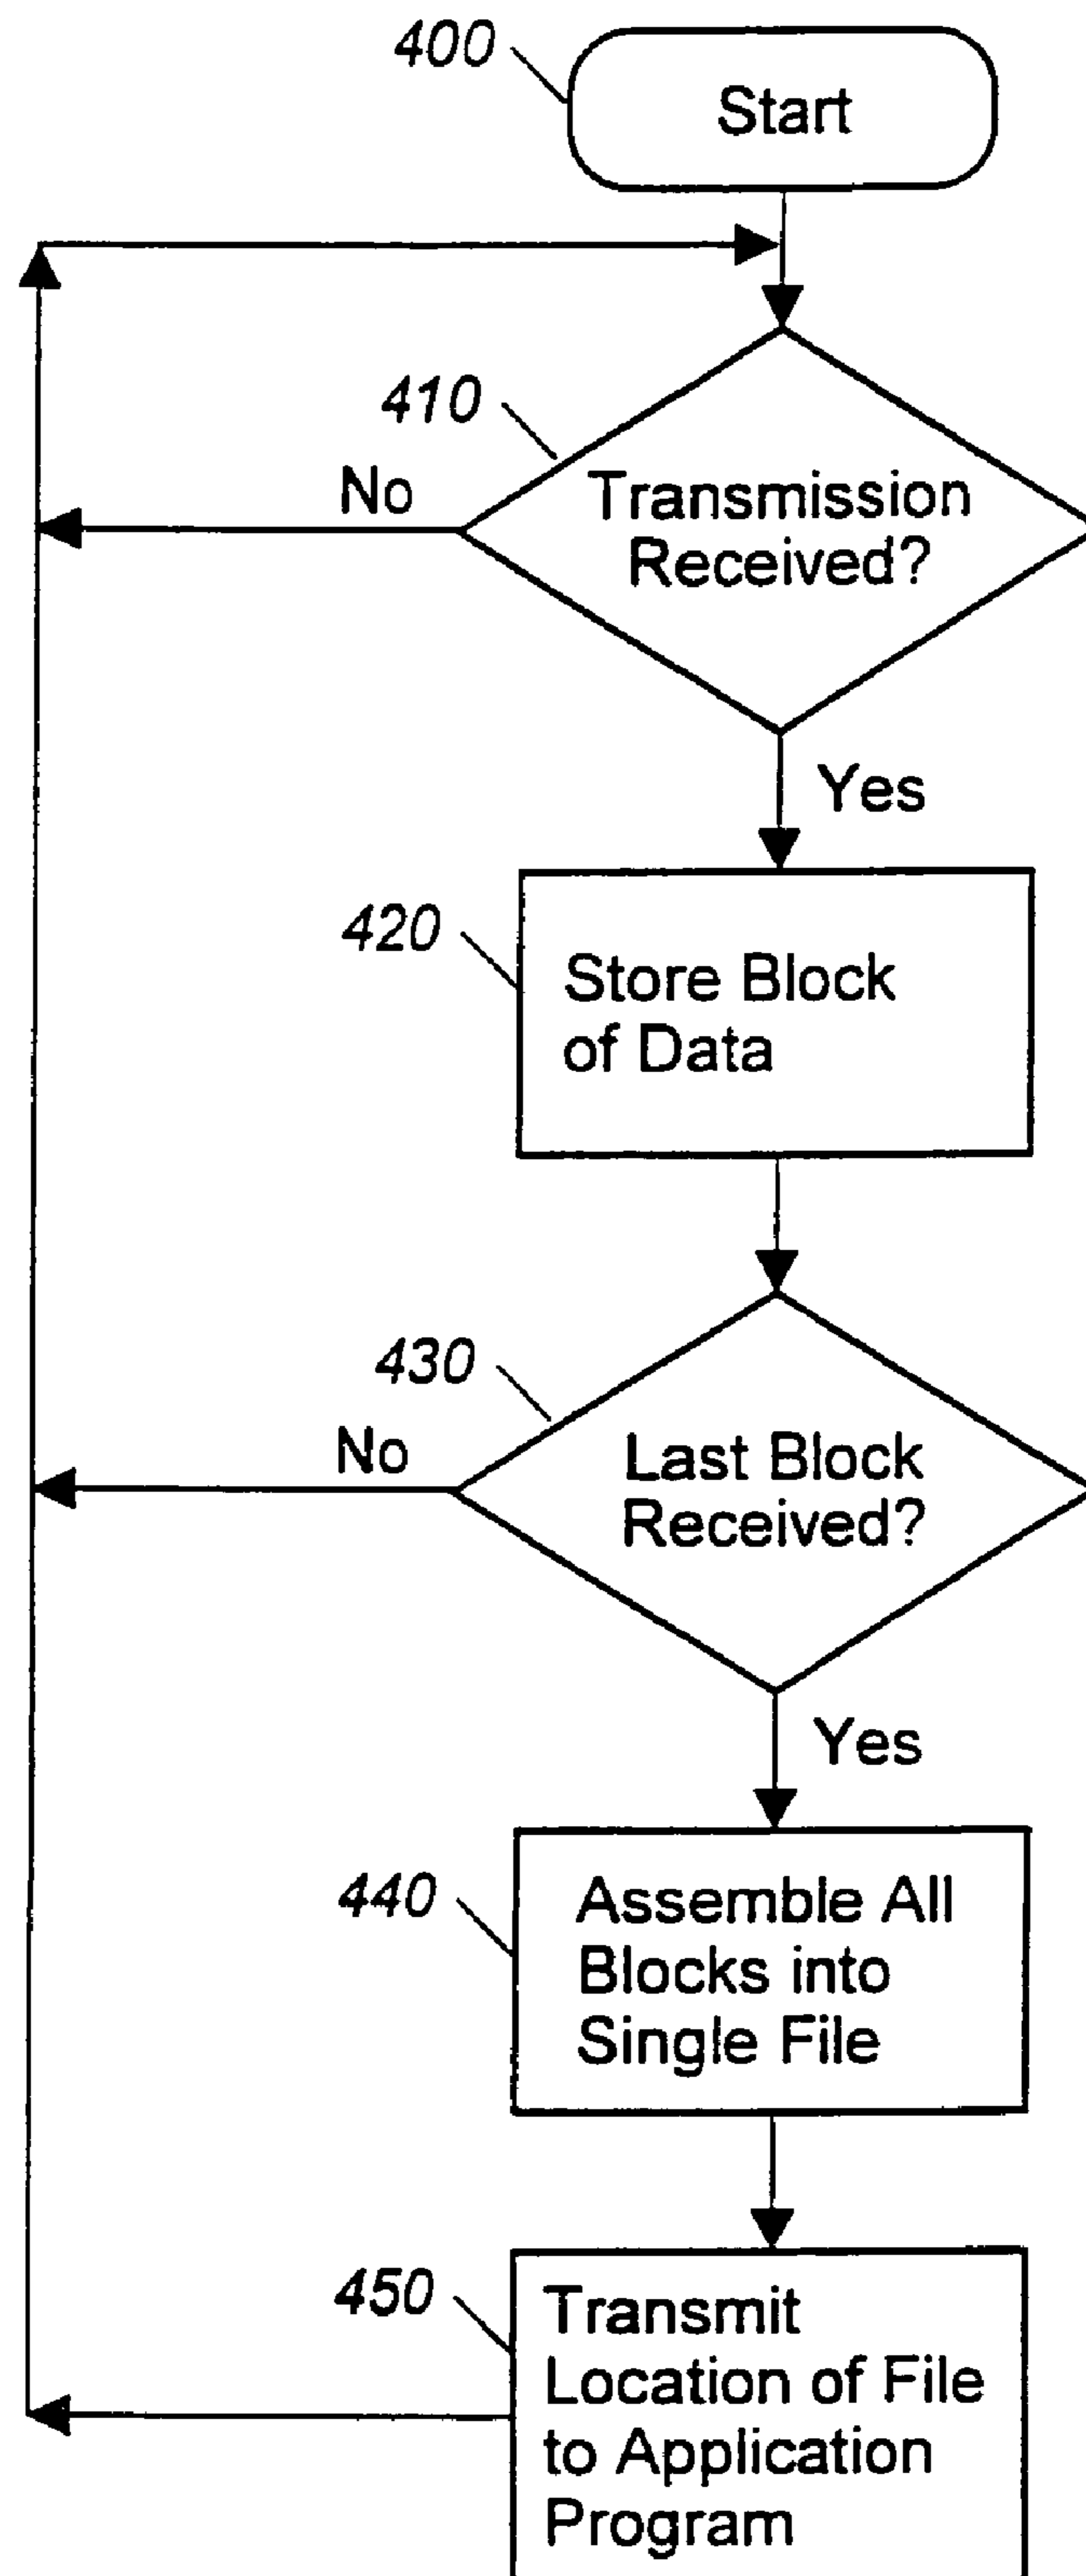 400
Start
410
No
Transmission
Received?
Yes
420
Store Block
of Data
430
No
Last Block
Received?
Yes
440
Assemble All
Blocks into
Single File
450
Transmit
Location of File
to Application
Program